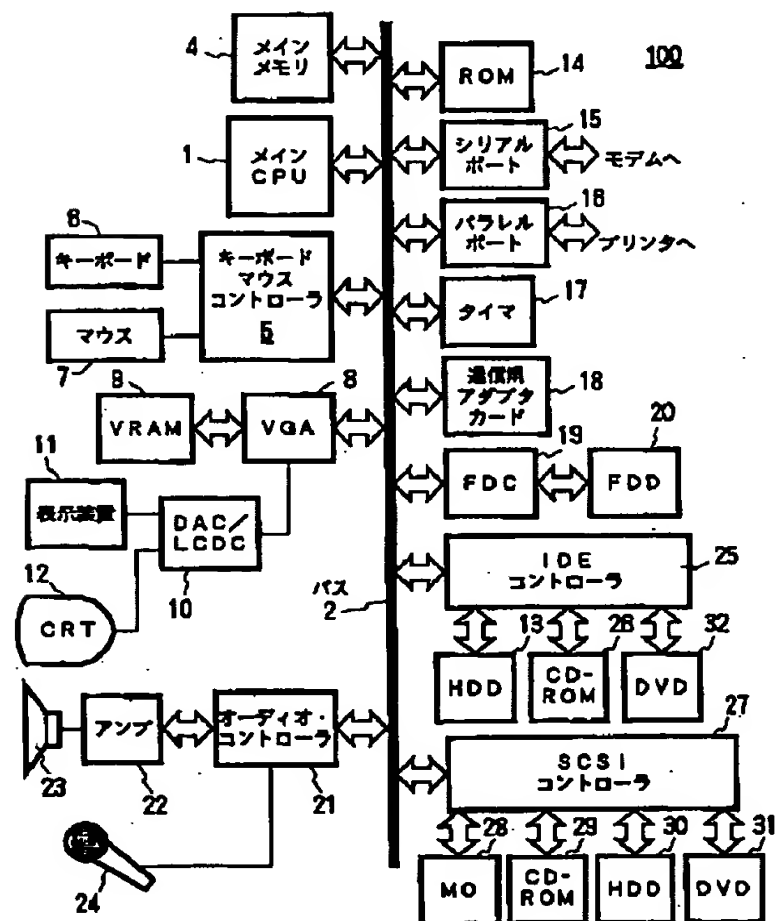 100
4
メイン
メモリ
ROM
14
1
メイン
CPU
シリアル
ポート
15
モデムへ
6
キーボード
キーボード
マウス
コントローラ
5
マウス
7
パラレル
ポート
16
プリンタへ
タイマ
17
9
VRAM
8
VGA
通信用
アダプタ
カード
18
11
表示装置
DAC/
LCDC
10
19
FDC
20
FDD
12
CRT
バス
2
IDE
コントローラ
25
13
HDD
26
CD-
ROM
32
DVD
23
アンプ
22
オーディオ・
コントローラ
21
27
SCSI
コントローラ
24
28
MO
29
CD-
ROM
30
HDD
31
DVD